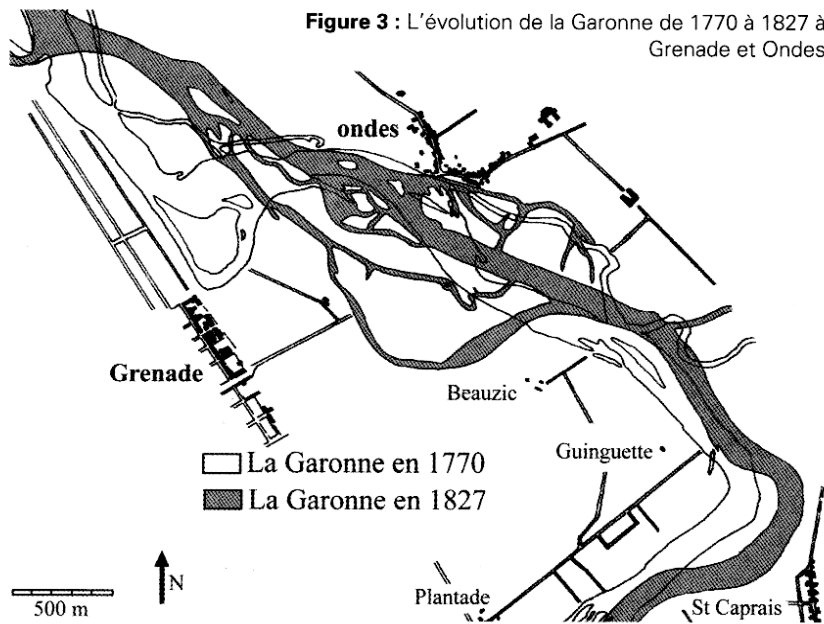 Figure 3 : L'évolution de la Garonne de 1770 à 1827 à
Grenade et Ondes
ondes
Grenade
Beauzic
Guinguette
La Garonne en 1770
La Garonne en 1827
N
500 m
Plantade
St Caprais